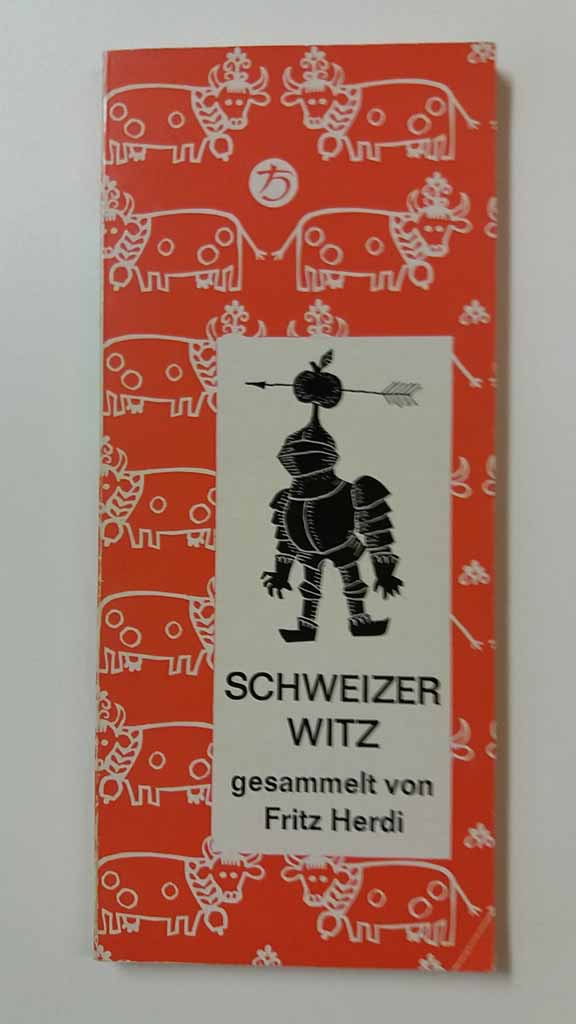 SCHWEIZER
WITZ
gesammelt von
Fritz Herdi